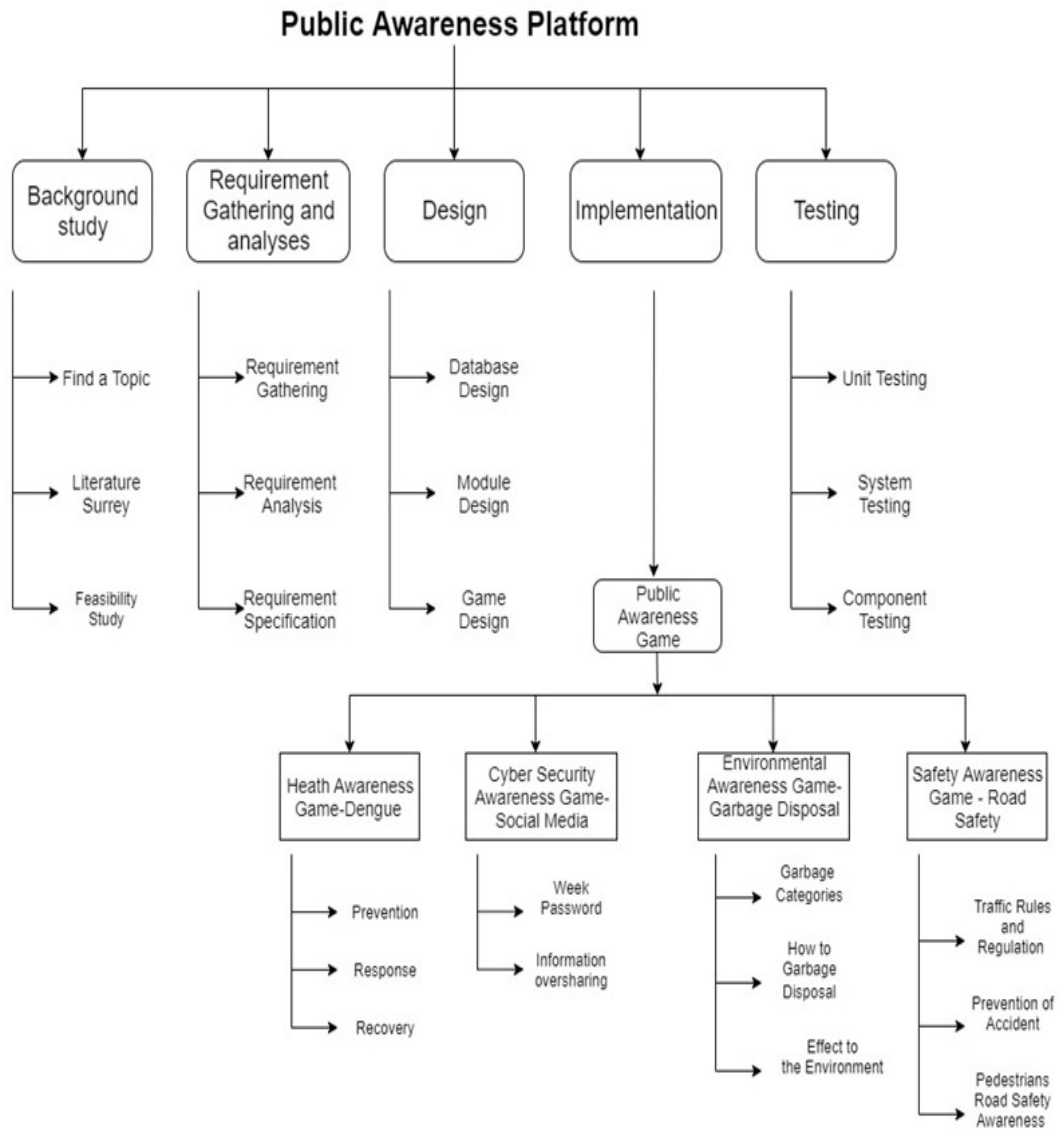 Public Awareness Platform
Background
study
Requirement
Gathering and
analyses
Design
Implementation
Testing
Find a Topic
Literature
Surrey
Feasibility
Study
Requirement
Gathering
Requirement
Analysis
Requirement
Specification
Database
Design
Module
Design
Game
Design
Public
Awareness
Game
Unit Testing
System
Testing
Component
Testing
Heath Awareness
Game-Dengue
Prevention
Response
Recovery
Cyber Security
Awareness Game-
Social Media
Week
Password
Information
oversharing
Environmental
Awareness Game-
Garbage Disposal
Garbage
Categories
How to
Garbage
Disposal
Effect to
the Environment
Safety Awareness
Game - Road
Safety
Traffic Rules
and
Regulation
Prevention of
Accident
Pedestrians
Road Safety
Awareness